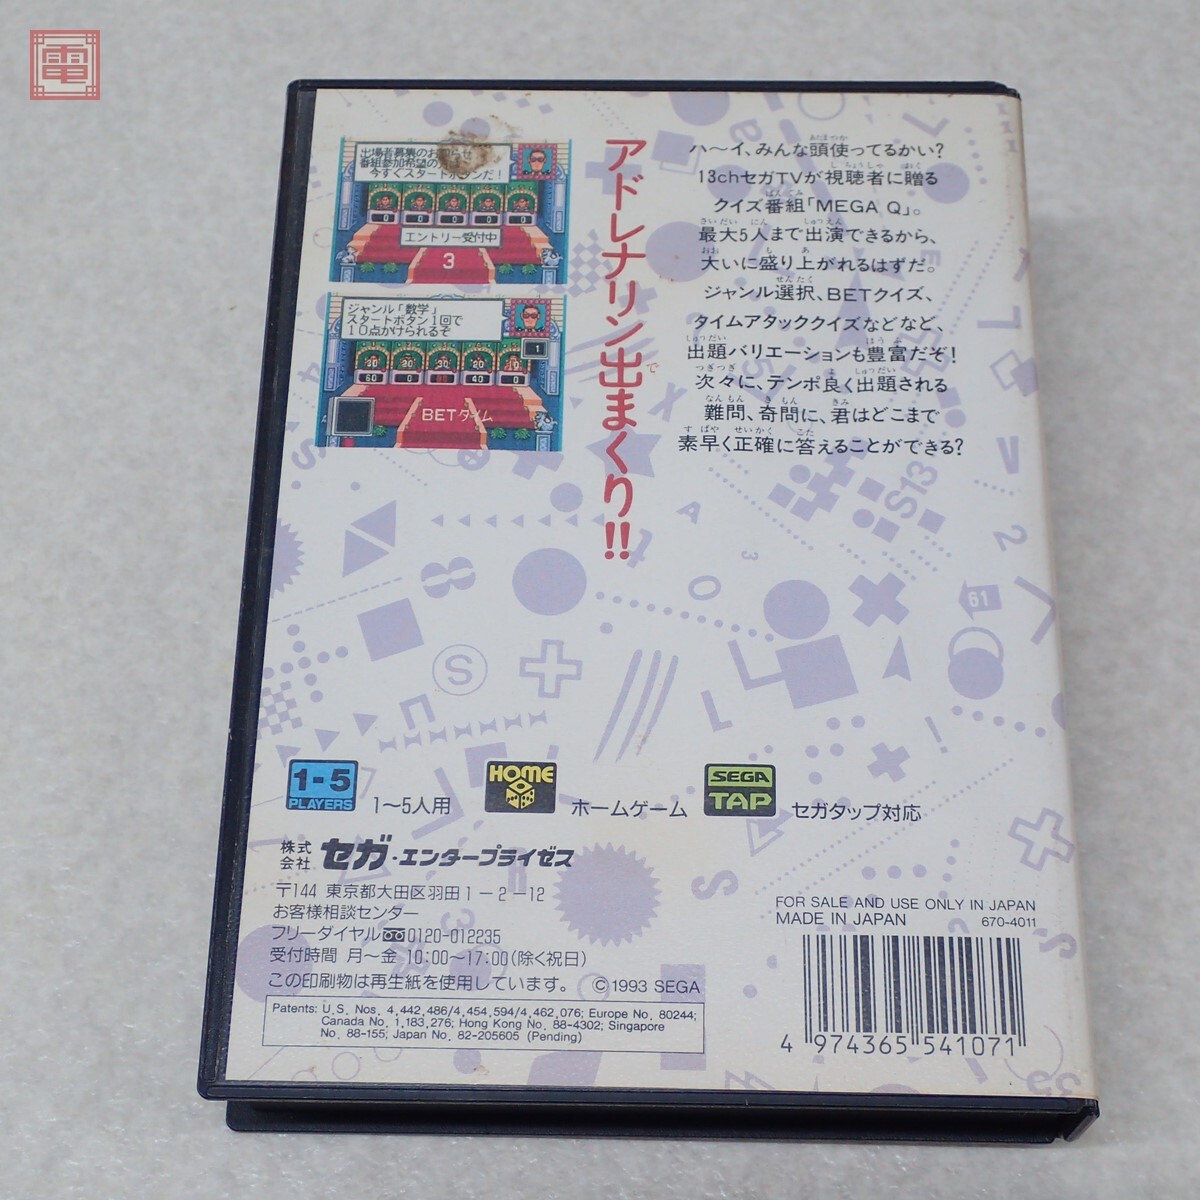 電
出場者募集のお知らせ
今すぐスタートボタンだ!
0 0 0 0 0
エントリー受付中
3
ジャンル「数学」
スタートボタン1回で
10点かけられるぞ
1
BETタイム
アドレナリン出まくり!!
ハ〜イ、みんな頭使ってるかい?
13chセガTVが視聴者に贈る
クイズ番組「MEGA Q」。
最大5人まで出演できるから、
大いに盛り上がれるはずだ。
ジャンル選択、BETクイズ、
タイムアタッククイズなどなど、
出題バリエーションも豊富だぞ!
次々に、テンポ良く出題される
難問、奇問に、君はどこまで
素早く正確に答えることができる?
1-5
PLAYERS
1〜5人用
HOME
ホームゲーム
SEGA
TAP
セガタップ対応
株式会社 セガ・エンタープライゼス
〒144 東京都大田区羽田1-2-12
お客様相談センター
フリーダイヤル 0120-012235
受付時間 月〜金 10:00〜17:00(除く祝日)
この印刷物は再生紙を使用しています。 ©1993 SEGA
Patents: U.S. Nos. 4,442,486/4,454,594/4,462,076; Europe No. 80244;
Canada No. 1,183,276; Hong Kong No. 88-4302; Singapore
No. 88-155; Japan No. 82-205605 (Pending)
FOR SALE AND USE ONLY IN JAPAN
MADE IN JAPAN 670-4011
4 974365 541071